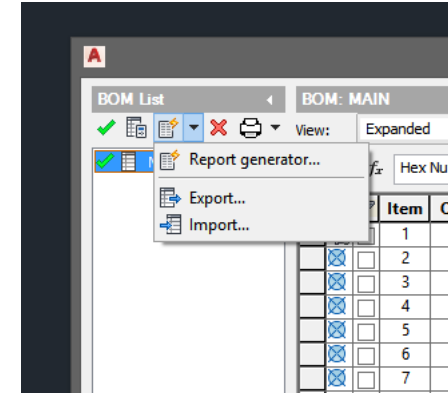 A
BOM List
BOM: MAIN
View: Expanded
Report generator...
Hex Nu
Export...
Import...
Item
1
2
3
4
5
6
7